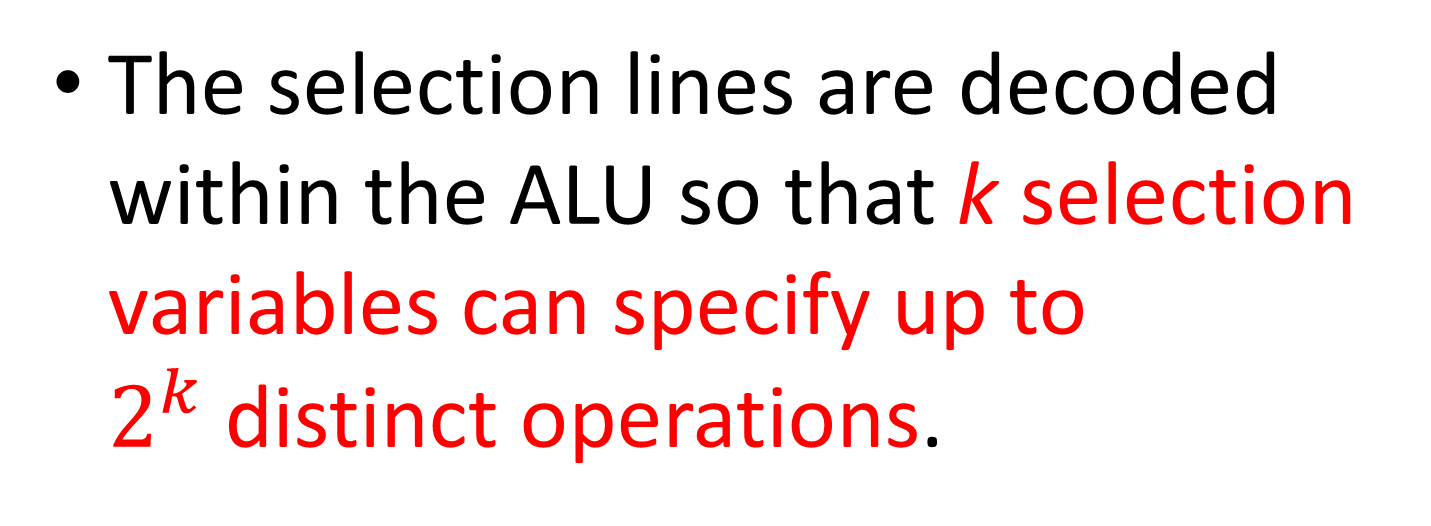 • The selection lines are decoded
within the ALU so that k selection
variables can specify up to
2^k distinct operations.